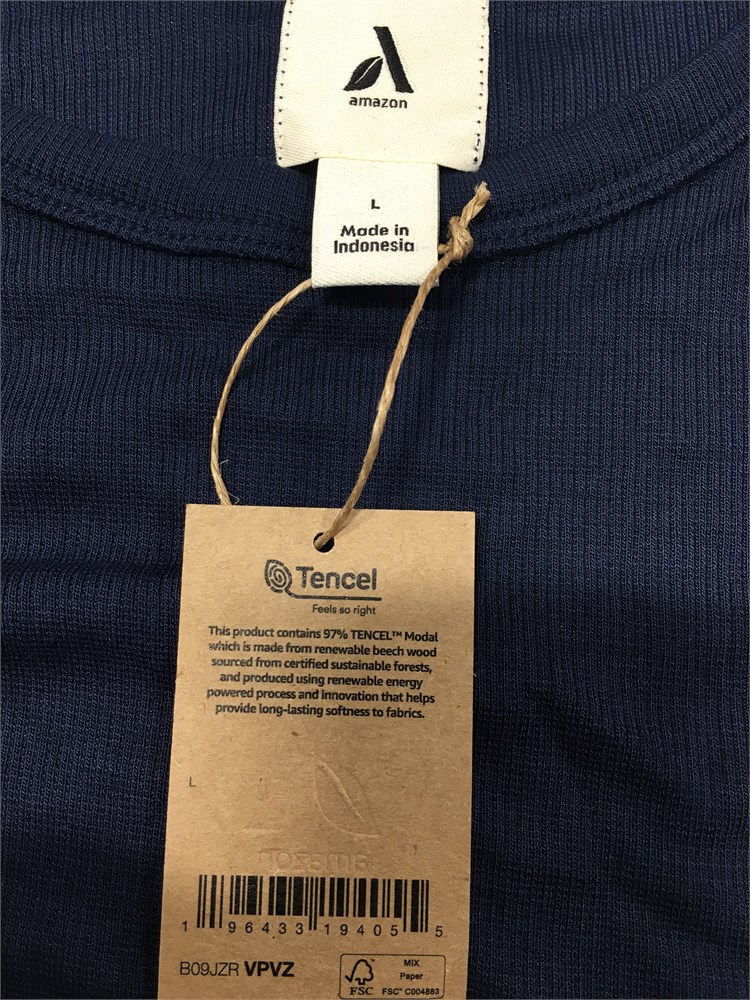 amazon
L
Made in
Indonesia
Tencel
Feels so right
This product contains 97% TENCEL™ Modal
which is made from renewable beech wood
sourced from certified sustainable forests,
and produced using renewable energy
powered process and innovation that helps
provide long-lasting softness to fabrics.
L
1 96433 19405 5
B09JZR VPVZ
MIX
Paper
FSC FSC™ C004883